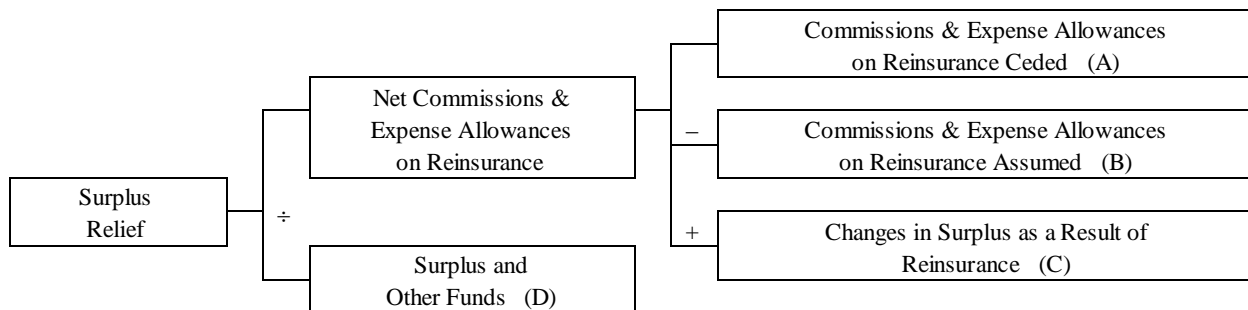 Surplus
Relief
÷
Net Commissions &
Expense Allowances
on Reinsurance
Surplus and
Other Funds (D)
Commissions & Expense Allowances
on Reinsurance Ceded (A)
–
Commissions & Expense Allowances
on Reinsurance Assumed (B)
+
Changes in Surplus as a Result of
Reinsurance (C)